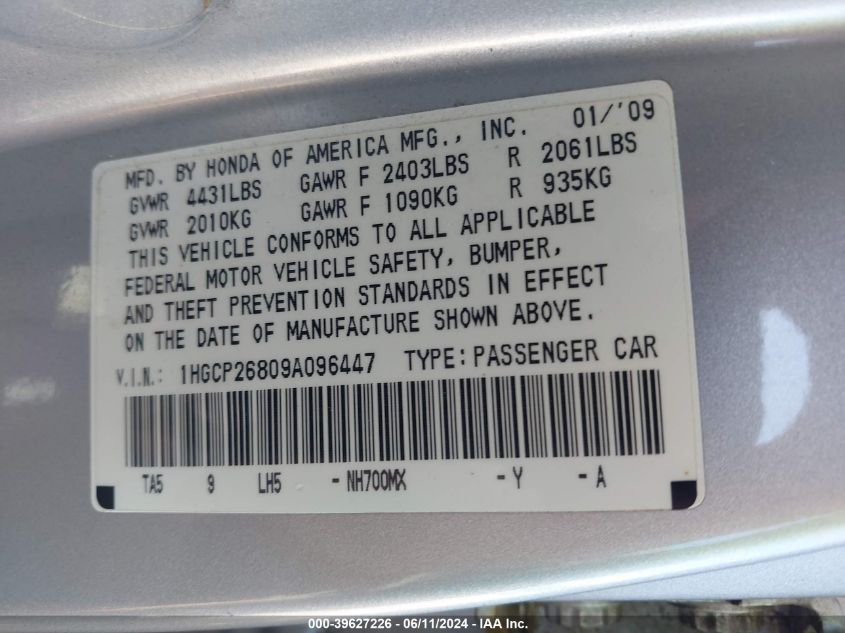 MFD. BY HONDA OF AMERICA MFG., INC. 01/'09
GVWR 4431LBS GAWR F 2403LBS R 2061LBS
GVWR 2010KG GAWR F 1090KG R 935KG
THIS VEHICLE CONFORMS TO ALL APPLICABLE
FEDERAL MOTOR VEHICLE SAFETY, BUMPER,
AND THEFT PREVENTION STANDARDS IN EFFECT
ON THE DATE OF MANUFACTURE SHOWN ABOVE.
V.I.N.: 1HGCP26809A096447 TYPE:PASSENGER CAR
TA5 9 LH5 -NH700MX -Y -A
000-39627226 - 06/11/2024 - IAA Inc.